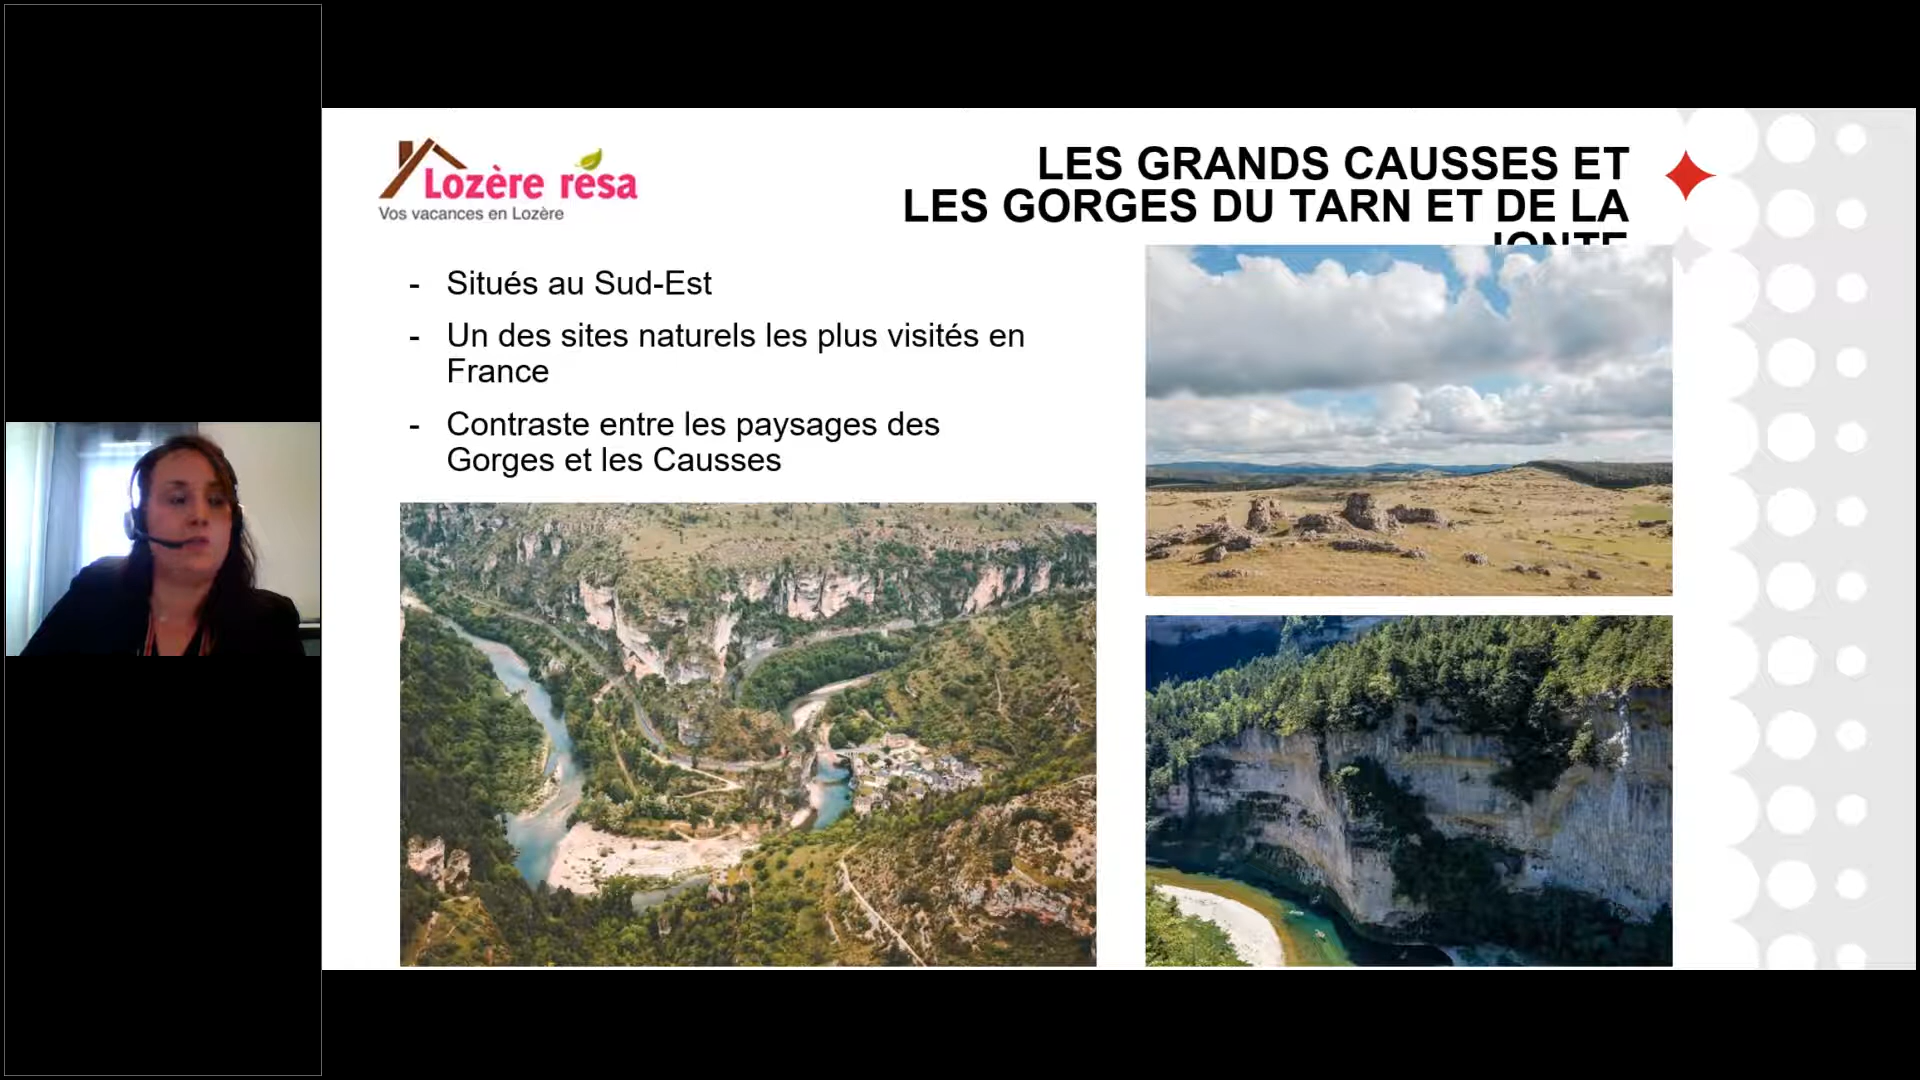 Lozère résa
Vos vacances en Lozère
LES GRANDS CAUSSES ET
LES GORGES DU TARN ET DE LA
JONTE
- Situés au Sud-Est
- Un des sites naturels les plus visités en
France
- Contraste entre les paysages des
Gorges et les Causses